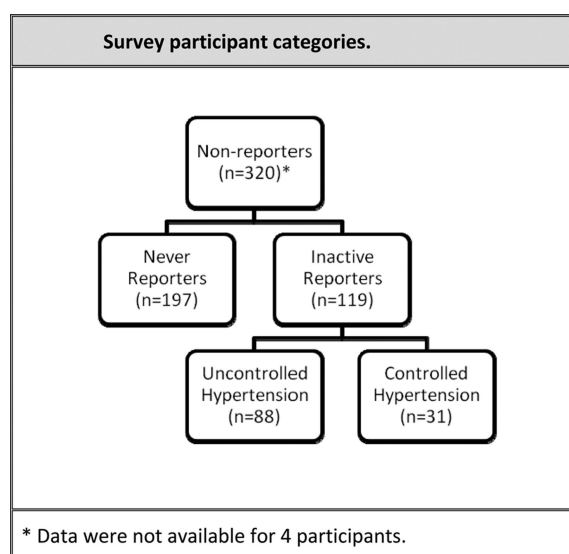 Survey participant categories.
Non-reporters
(n=320)*
Never
Reporters
(n=197)
Inactive
Reporters
(n=119)
Uncontrolled
Hypertension
(n=88)
Controlled
Hypertension
(n=31)
* Data were not available for 4 participants.